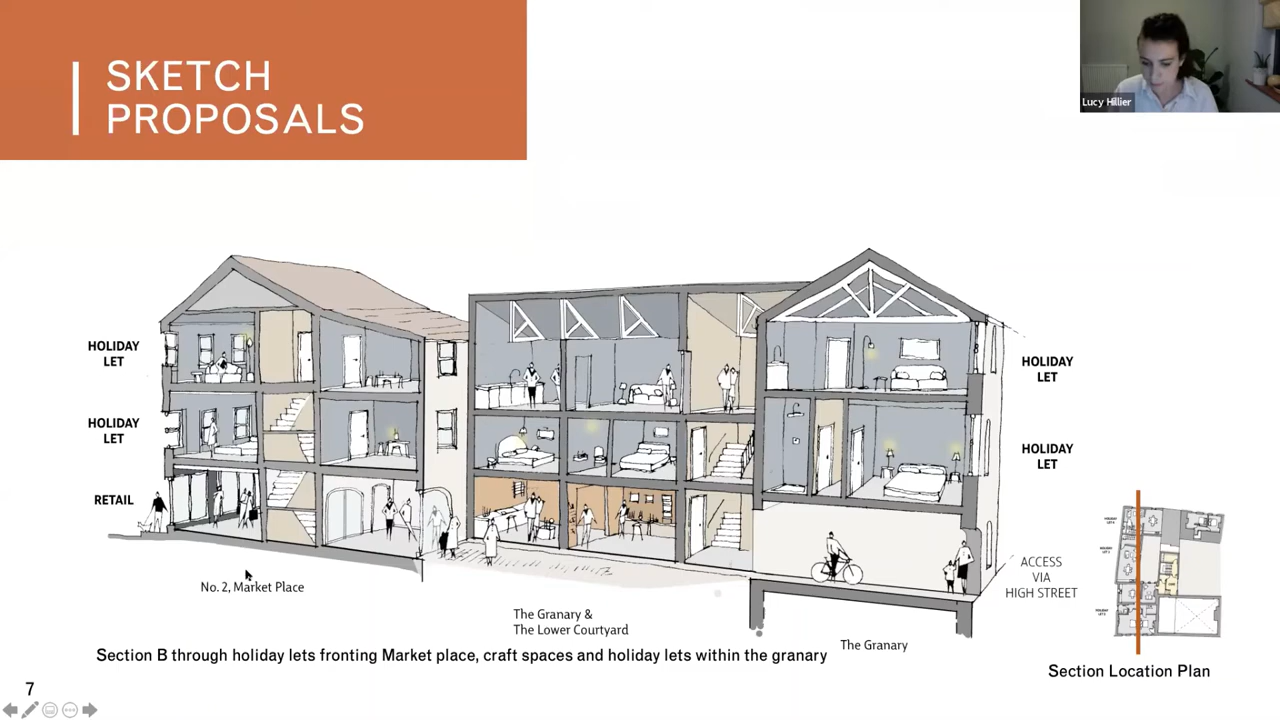 SKETCH
PROPOSALS
Lucy Hillier
HOLIDAY
LET
HOLIDAY
LET
RETAIL
HOLIDAY
LET
HOLIDAY
LET
ACCESS
VIA
HIGH STREET
No. 2, Market Place
The Granary &
The Lower Courtyard
The Granary
Section B through holiday lets fronting Market place, craft spaces and holiday lets within the granary
Section Location Plan
7